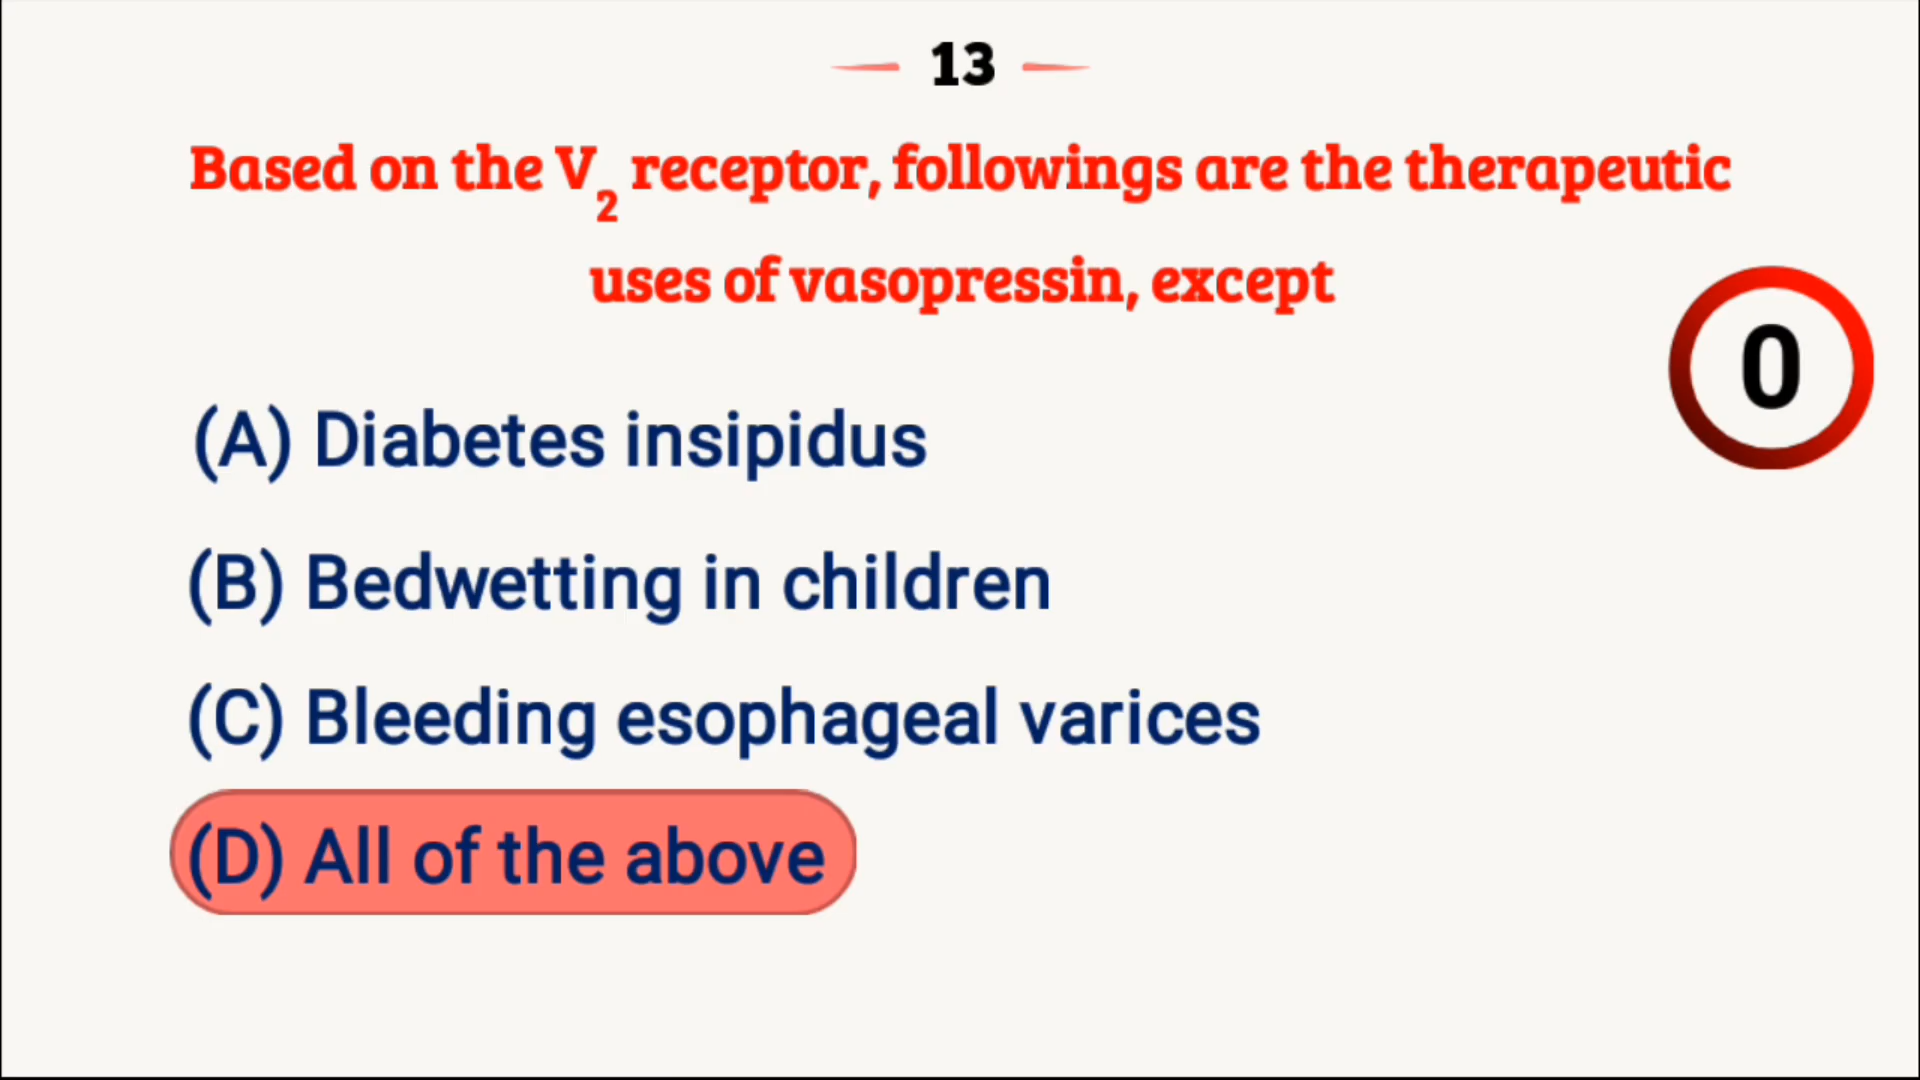 13
Based on the V2 receptor, followings are the therapeutic
uses of vasopressin, except
0
(A) Diabetes insipidus
(B) Bedwetting in children
(C) Bleeding esophageal varices
(D) All of the above